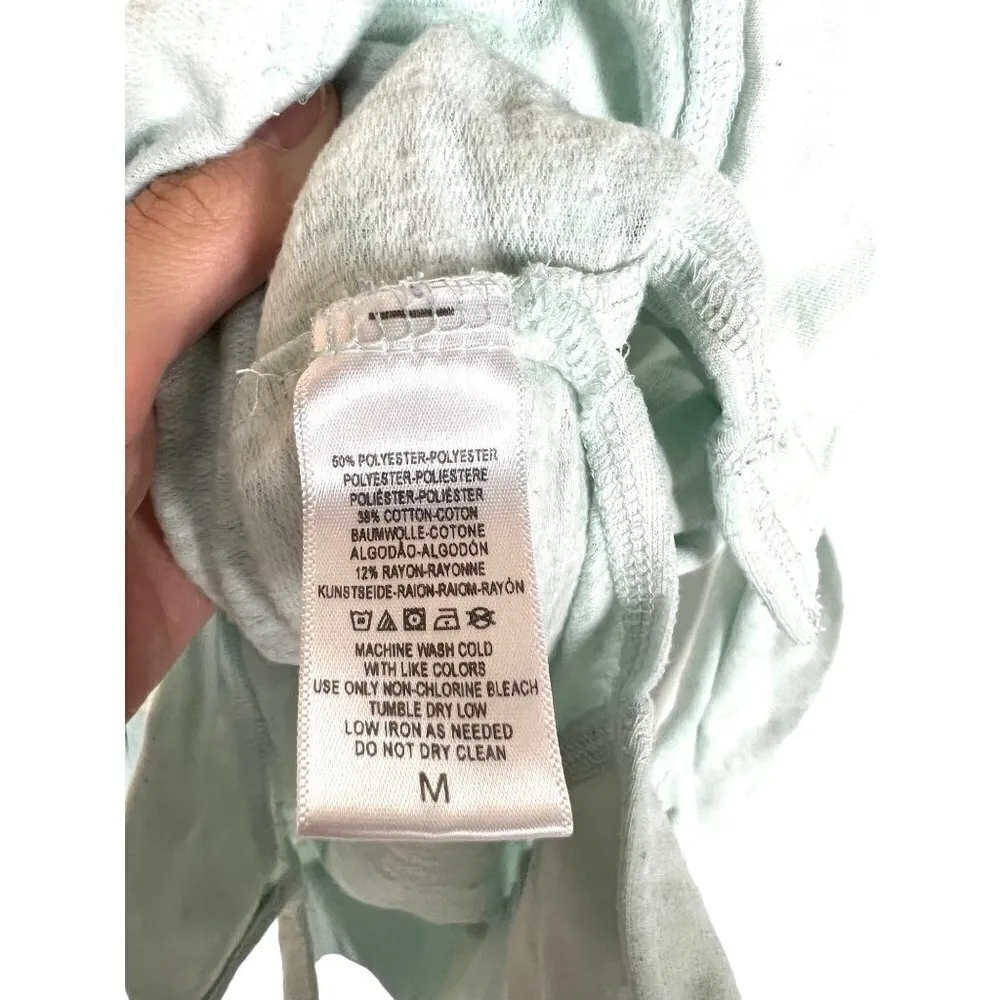 50% POLYESTER-POLYESTER
POLYESTER-POLIESTERE
POLIÉSTER-POLIÉSTER
38% COTTON-COTON
BAUMWOLLE-COTONE
ALGODÃO-ALGODÓN
12% RAYON-RAYONNE
KUNSTSEIDE-RAION-RAIOM-RAYÓN
MACHINE WASH COLD
WITH LIKE COLORS
USE ONLY NON-CHLORINE BLEACH
TUMBLE DRY LOW
LOW IRON AS NEEDED
DO NOT DRY CLEAN
M